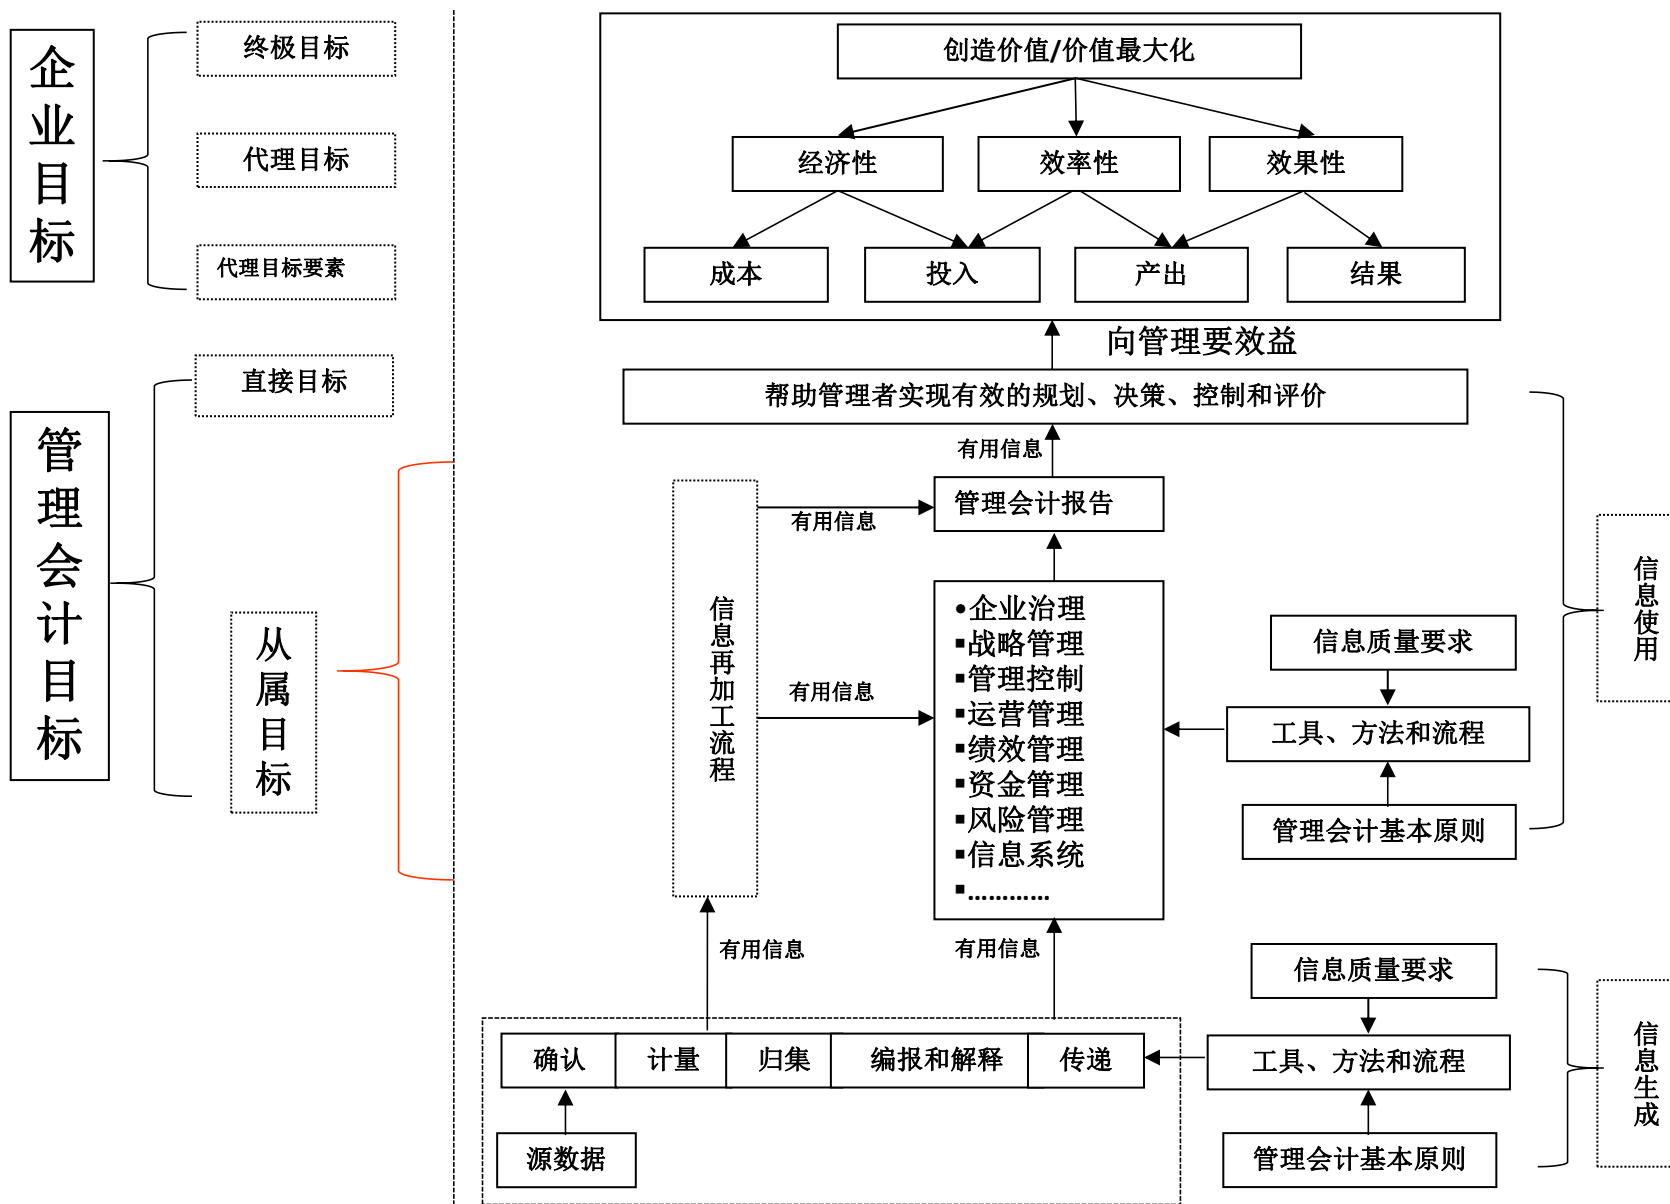 企业目标
终极目标
代理目标
代理目标要素
创造价值/价值最大化
经济性
效率性
效果性
成本
投入
产出
结果
向管理要效益
管理会计目标
直接目标
从属目标
帮助管理者实现有效的规划、决策、控制和评价
有用信息
管理会计报告
有用信息
信息再加工流程
有用信息
•企业治理
▪战略管理
▪管理控制
▪运营管理
▪绩效管理
▪资金管理
▪风险管理
▪信息系统
▪…………
信息质量要求
工具、方法和流程
管理会计基本原则
信息使用
有用信息
有用信息
确认
计量
归集
编报和解释
传递
源数据
信息质量要求
工具、方法和流程
管理会计基本原则
信息生成